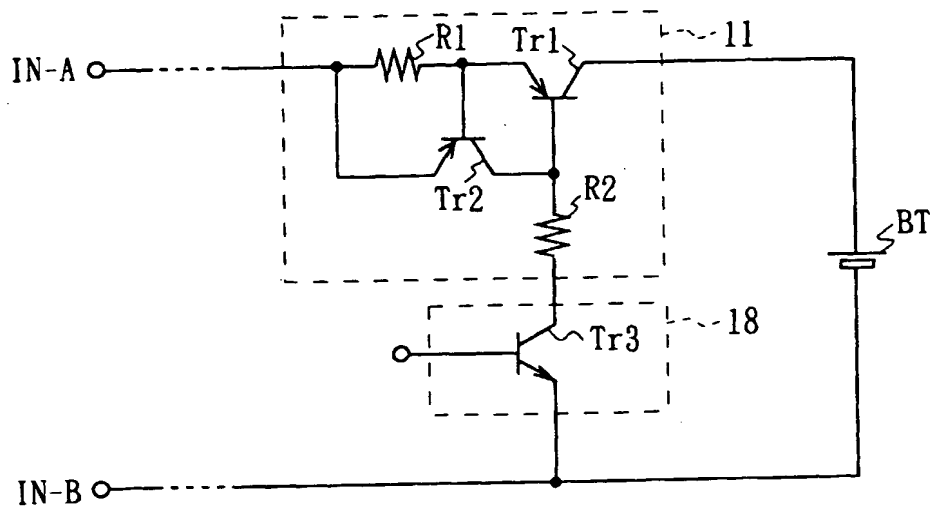 R1
Tr1
11
IN-A
Tr2
R2
BT
Tr3
18
IN-B